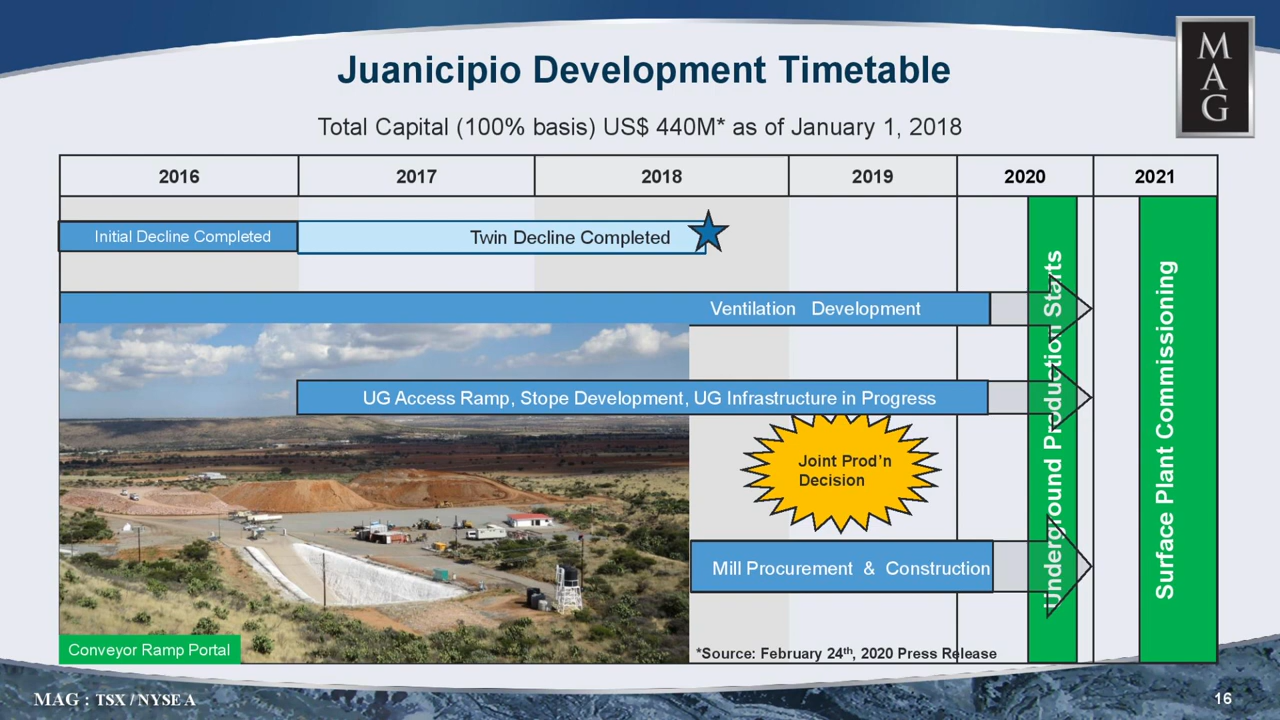 Juanicipio Development Timetable
M
A
G
Total Capital (100% basis) US$ 440M* as of January 1, 2018
2016 2017 2018 2019 2020 2021
Initial Decline Completed
Twin Decline Completed
Ventilation Development
UG Access Ramp, Stope Development, UG Infrastructure in Progress
Joint Prod'n
Decision
Mill Procurement & Construction
Underground Production Starts
Surface Plant Commissioning
Conveyor Ramp Portal
*Source: February 24th, 2020 Press Release
MAG : TSX / NYSE A
16